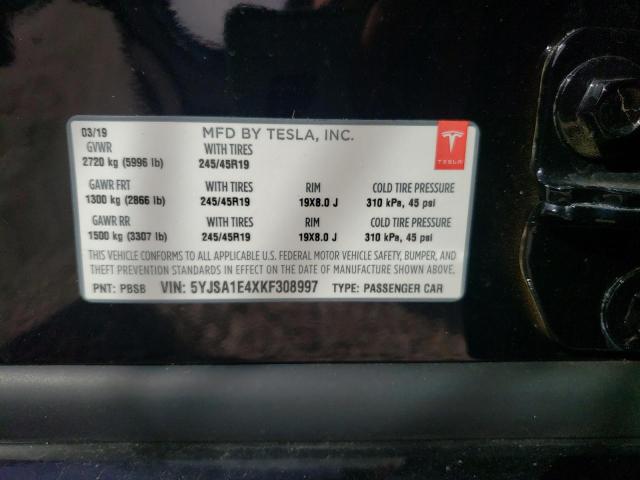 03/19 MFD BY TESLA, INC.
GVWR WITH TIRES
2720 kg (5996 lb) 245/45R19
TESLA
GAWR FRT WITH TIRES RIM COLD TIRE PRESSURE
1300 kg (2866 lb) 245/45R19 19X8.0 J 310 kPa, 45 psi
GAWR RR WITH TIRES RIM COLD TIRE PRESSURE
1500 kg (3307 lb) 245/45R19 19X8.0 J 310 kPa, 45 psi
THIS VEHICLE CONFORMS TO ALL APPLICABLE U.S. FEDERAL MOTOR VEHICLE SAFETY, BUMPER, AND
THEFT PREVENTION STANDARDS IN EFFECT ON THE DATE OF MANUFACTURE SHOWN ABOVE.
PNT: PBSB VIN: 5YJSA1E4XKF308997 TYPE: PASSENGER CAR